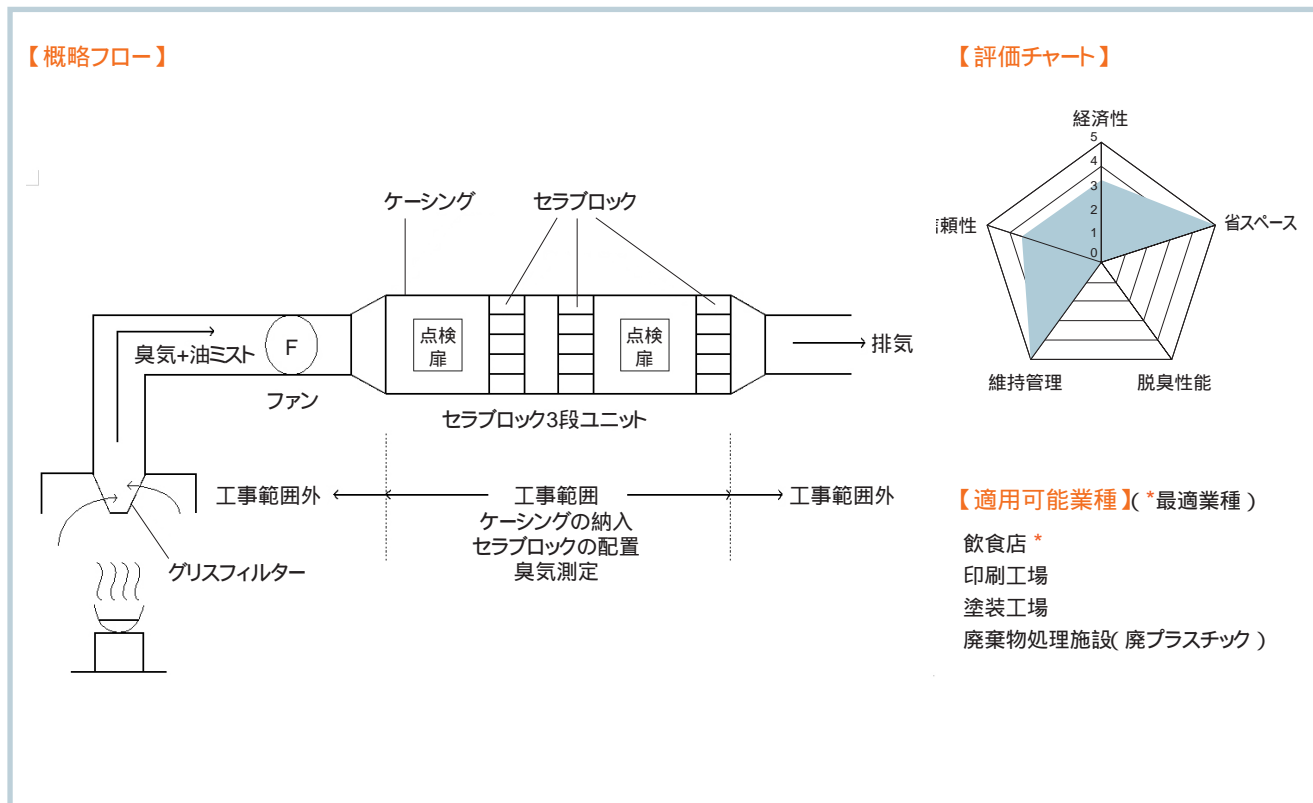 【概略フロー】
ケーシング
セラブロック
臭気+油ミスト
F
ファン
点検
扉
点検
扉
排気
セラブロック3段ユニット
工事範囲外
工事範囲
工事範囲外
ケーシングの納入
セラブロックの配置
臭気測定
グリスフィルター
【評価チャート】
経済性
5
4
3
2
1
0
頼性
省スペース
維持管理
脱臭性能
【適用可能業種】( *最適業種 )
飲食店 *
印刷工場
塗装工場
廃棄物処理施設( 廃プラスチック )